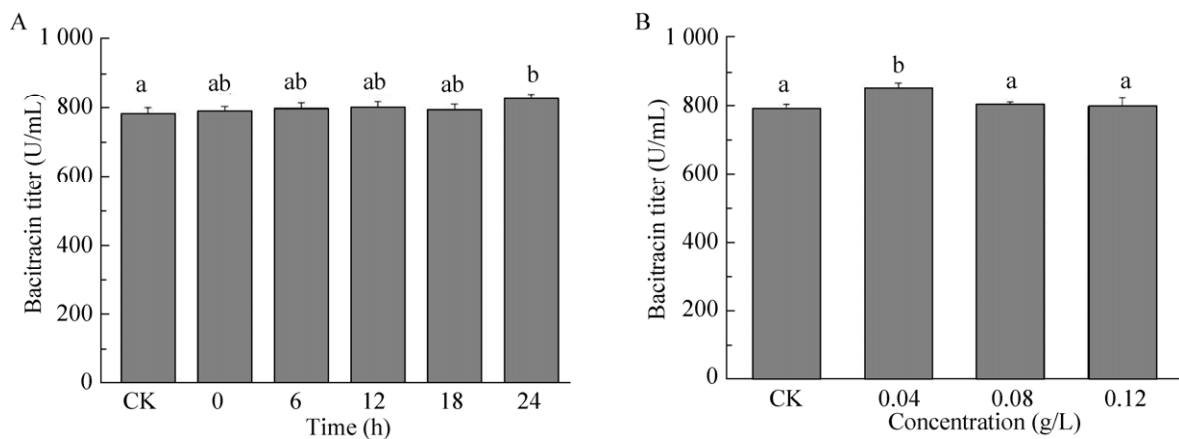 A
Bacitracin titer (U/mL)
1 000
800
600
400
200
0
a ab ab ab ab b
CK 0 6 12 18 24
Time (h)
B
Bacitracin titer (U/mL)
1 000
800
600
400
200
0
a b a a
CK 0.04 0.08 0.12
Concentration (g/L)